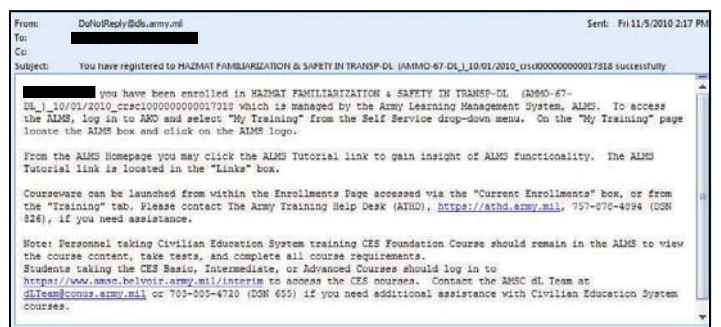 From: DoNotReply@dls.army.mil Sent: Fri 11/5/2010 2:17 PM
To:
Cc:
Subject: You have registered to HAZMAT FAMILIARIZATION & SAFETY IN TRANSP-DL (AMMO-67-DL_)_10/01/2010_crscl000000000017318 successfully
you have been enrolled in HAZMAT FAMILIARIZATION & SAFETY IN TRANSP-DL (AMMO-67-
DL_)_10/01/2010_crscl000000000017318 which is managed by the Army Learning Management System, ALMS. To access
the ALMS, log in to AKO and select "My Training" from the Self Service drop-down menu. On the "My Training" page
locate the ALMS box and click on the ALMS logo.
From the ALMS Homepage you may click the ALMS Tutorial link to gain insight of ALMS functionality. The ALMS
Tutorial link is located in the "Links" box.
Courseware can be launched from within the Enrollments Page accessed via the "Current Enrollments" box, or from
the "Training" tab. Please contact The Army Training Help Desk (ATHD), https://athd.army.mil, 757-878-4894 (DSN
826), if you need assistance.
Note: Personnel taking Civilian Education System training CES Foundation Course should remain in the ALMS to view
the course content, take tests, and complete all course requirements.
Students taking the CES Basic, Intermediate, or Advanced Courses should log in to
https://www.amsc.belvoir.army.mil/interim to access the CES courses. Contact the AMSC dL Team at
dLTeam@conus.army.mil or 703-805-4720 (DSN 655) if you need additional assistance with Civilian Education System
courses.